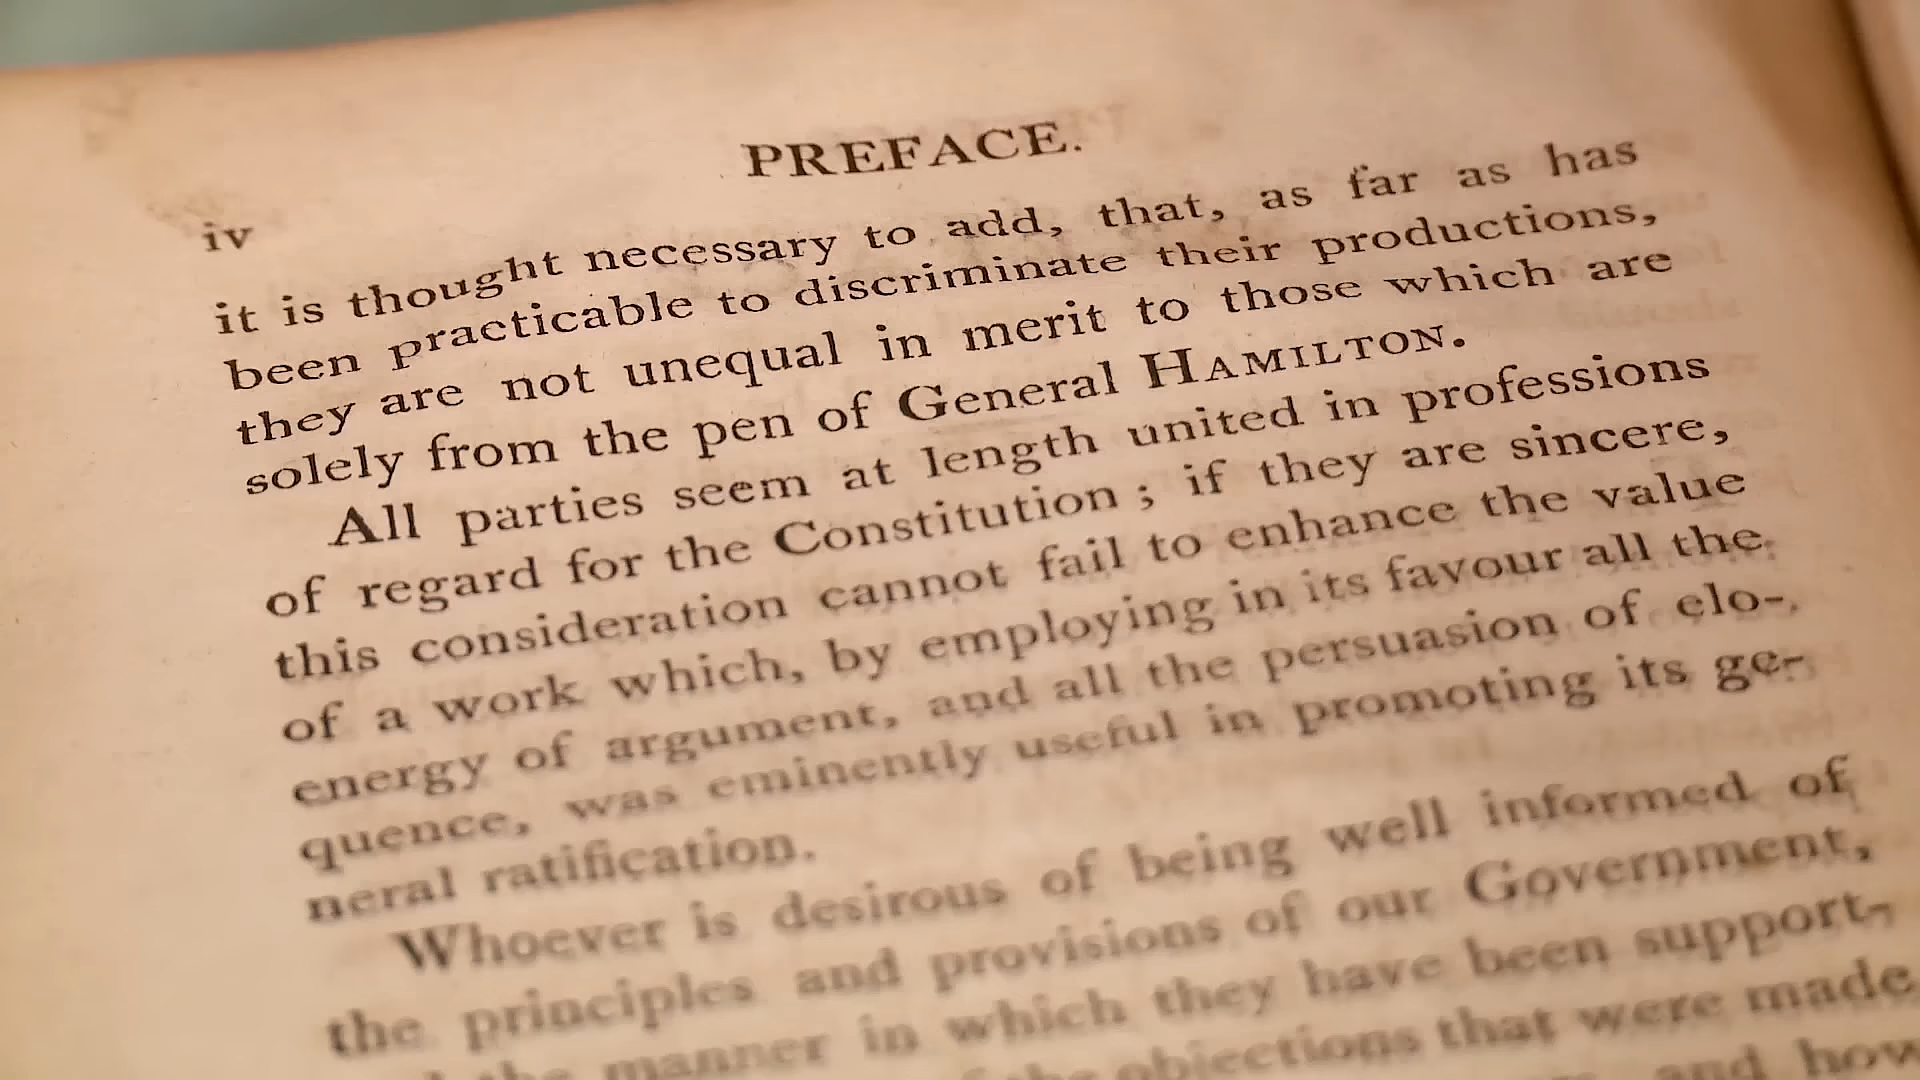 PREFACE.
iv
it is thought necessary to add, that, as far as has
been practicable to discriminate their productions,
they are not unequal in merit to those which are
solely from the pen of General HAMILTON.
All parties seem at length united in professions
of regard for the Constitution ; if they are sincere,
this consideration cannot fail to enhance the value
of a work which, by employing in its favour all the
energy of argument, and all the persuasion of elo-
quence, was eminently useful in promoting its ge-
neral ratification.
Whoever is desirous of being well informed of
the principles and provisions of our Government,
the manner in which they have been support-
objections that were made
and how